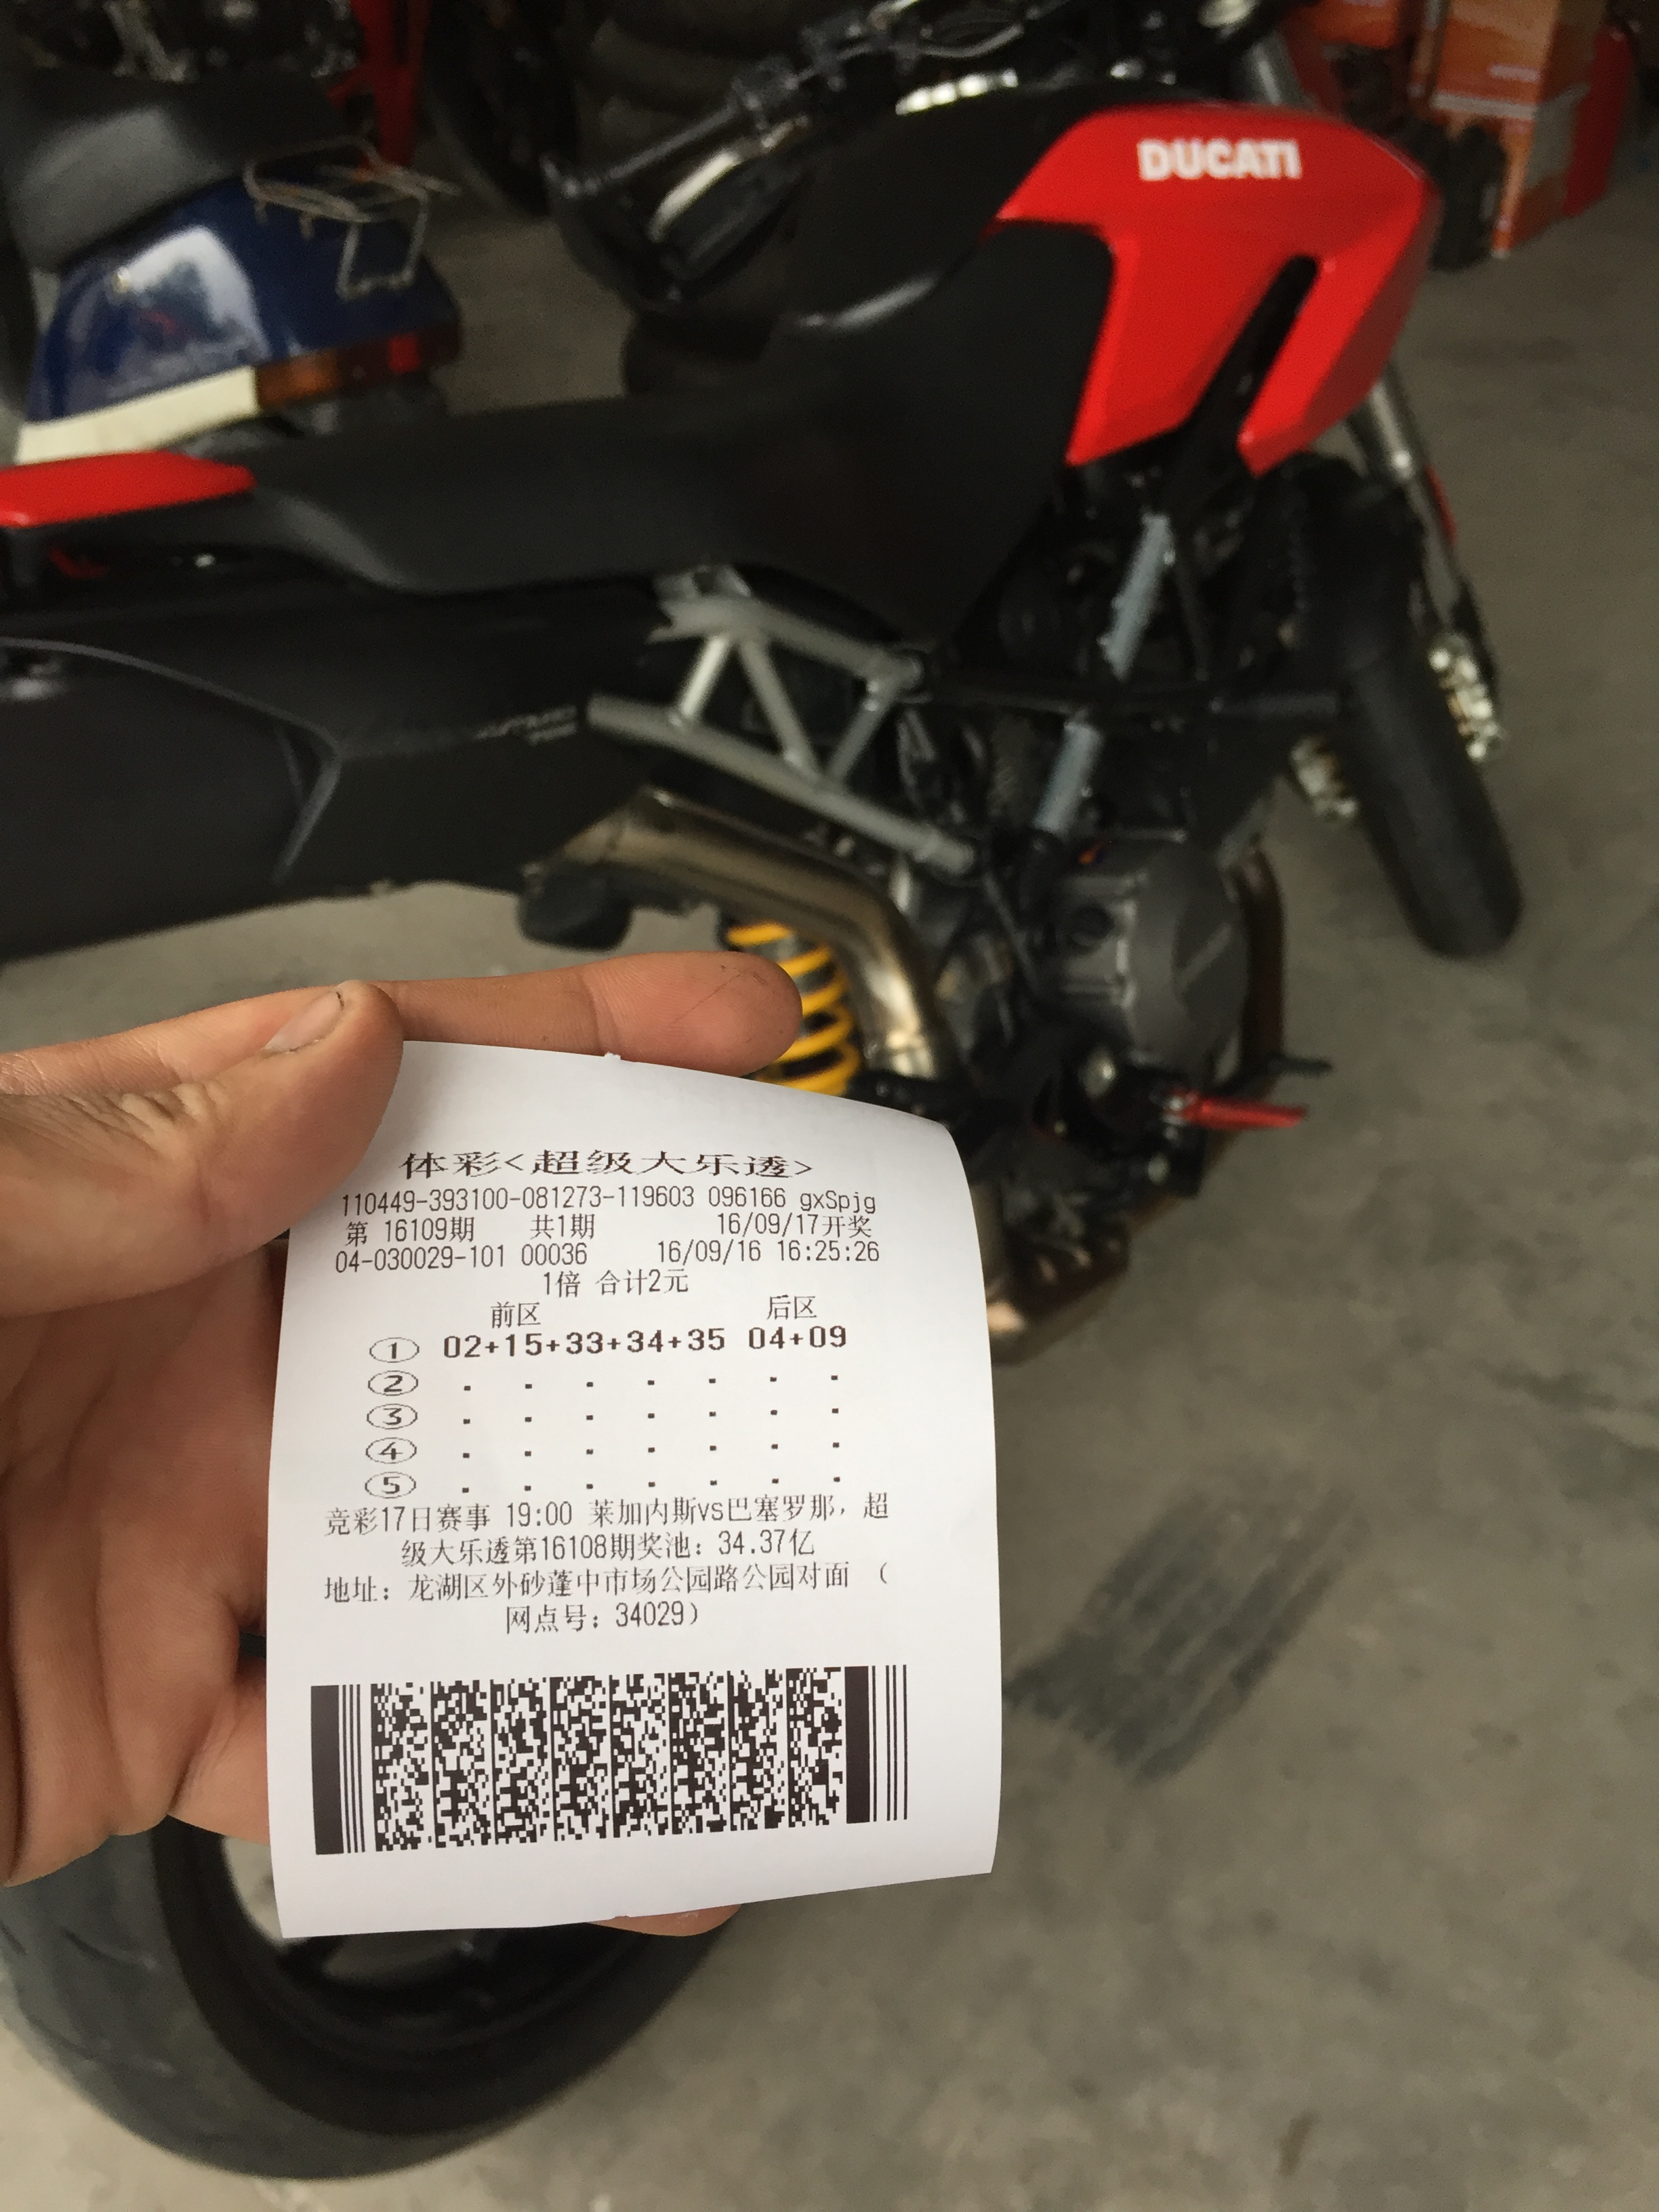 DUCATI
体彩<超级大乐透>
110449-393100-081273-119603 096166 gxSpjg
第 16109期 共1期 16/09/17开奖
04-030029-101 00036 16/09/16 16:25:26
1倍 合计2元
前区 后区
① 02+15+33+34+35 04+09
② . . . . . . .
③ . . . . . . .
④ . . . . . . .
⑤ . . . . . . .
竞彩17日赛事 19:00 莱加内斯vs巴塞罗那，超
级大乐透第16108期奖池：34.37亿
地址：龙湖区外砂蓬中市场公园路公园对面 （
网点号：34029）